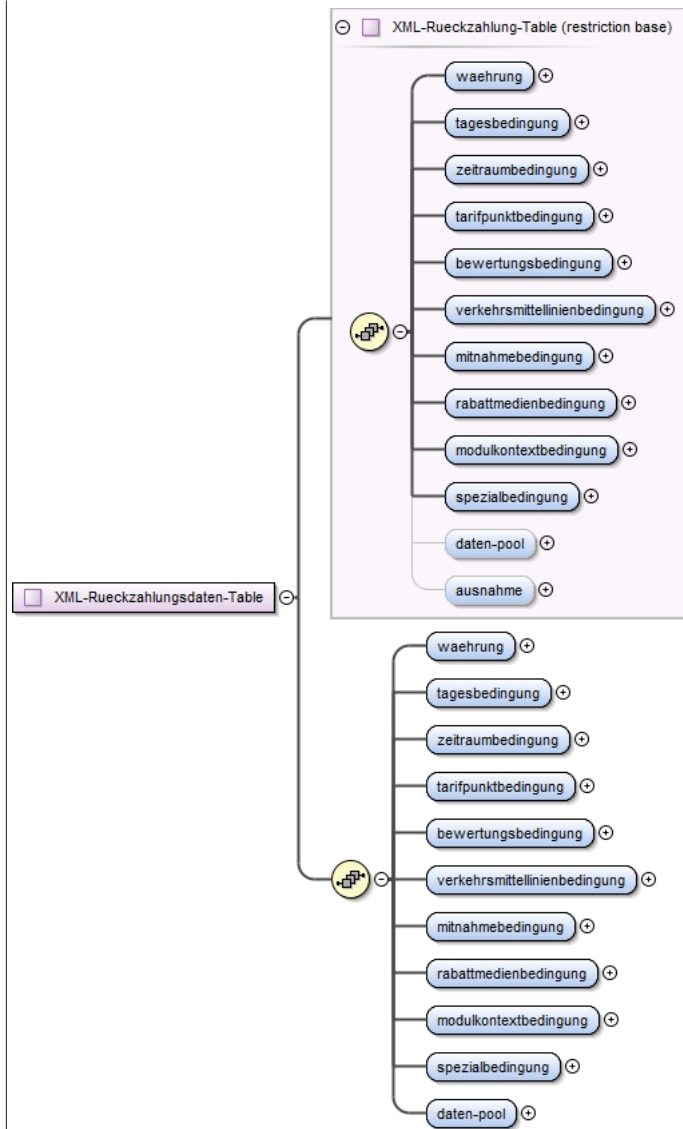 XML-Rueckzahlung-Table (restriction base)
waehrung
tagesbedingung
zeitraumbedingung
tarifpunktbedingung
bewertungsbedingung
verkehrsmittellinienbedingung
mitnahmebedingung
rabattmedienbedingung
modulkontextbedingung
spezialbedingung
daten-pool
ausnahme
XML-Rueckzahlungsdaten-Table
waehrung
tagesbedingung
zeitraumbedingung
tarifpunktbedingung
bewertungsbedingung
verkehrsmittellinienbedingung
mitnahmebedingung
rabattmedienbedingung
modulkontextbedingung
spezialbedingung
daten-pool